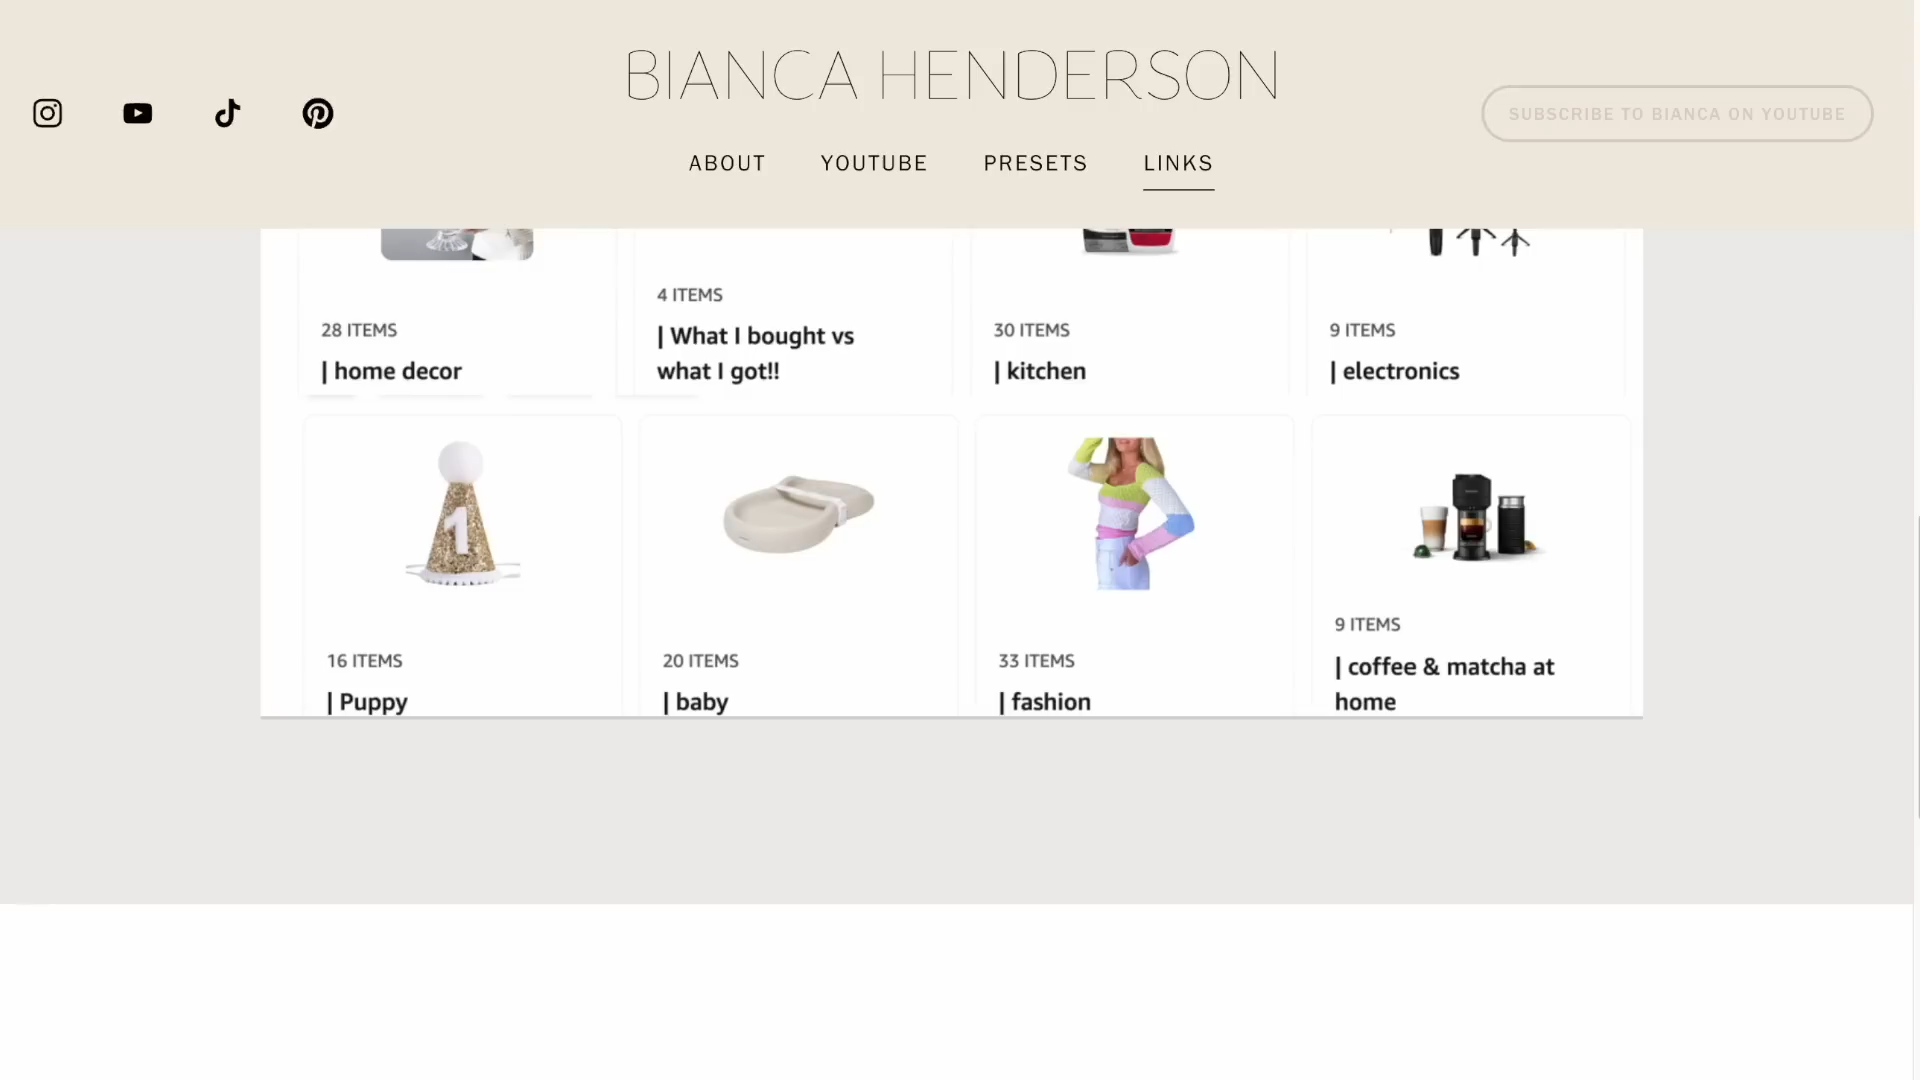 BIANCA HENDERSON
SUBSCRIBE TO BIANCA ON YOUTUBE
ABOUT YOUTUBE PRESETS LINKS
28 ITEMS
| home decor
4 ITEMS
| What I bought vs
what I got!!
30 ITEMS
| kitchen
9 ITEMS
| electronics
1
16 ITEMS
| Puppy
20 ITEMS
| baby
33 ITEMS
| fashion
9 ITEMS
| coffee & matcha at
home